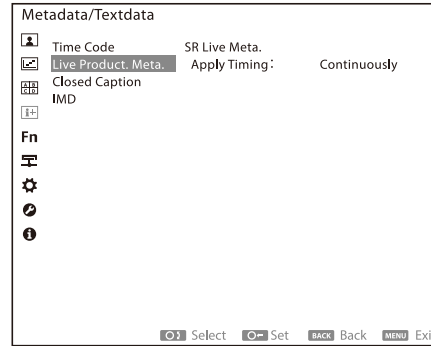 Metadata/Textdata
Time Code SR Live Meta.
Live Product. Meta. Apply Timing: Continuously
Closed Caption
IMD
Fn
Select Set BACK Back MENU Exi